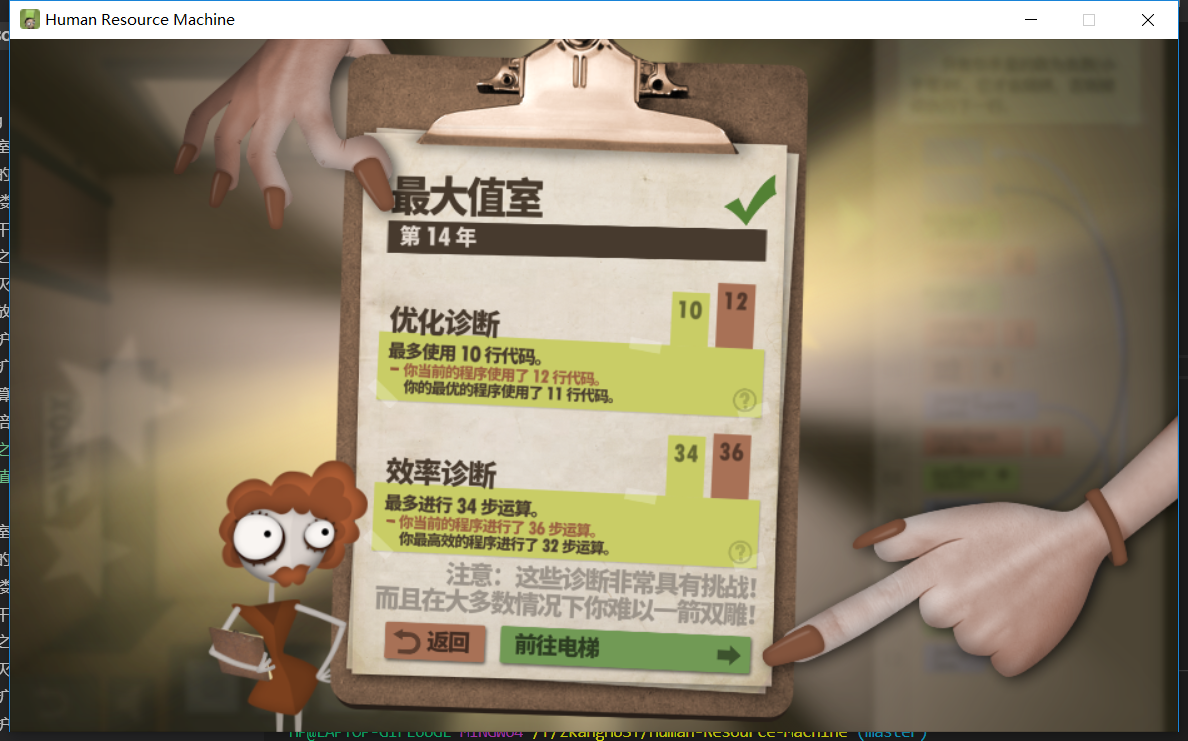 Human Resource Machine
最大值室
第 14 年
10
12
优化诊断
最多使用 10 行代码。
- 你当前的程序使用了 12 行代码。
你的最优的程序使用了 11 行代码。
?
34
36
效率诊断
最多进行 34 步运算。
- 你当前的程序进行了 36 步运算。
你最高效的程序进行了 32 步运算。
?
注意：这些诊断非常具有挑战!
而且在大多数情况下你难以一箭双雕!
返回
前往电梯